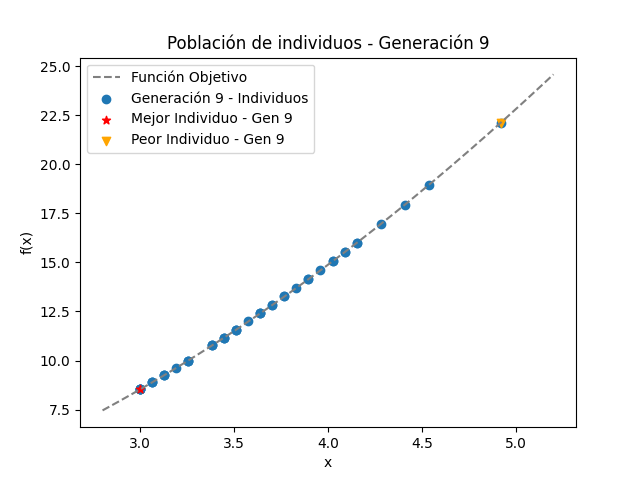 Población de individuos - Generación 9
25.0
22.5
20.0
17.5
15.0
12.5
10.0
7.5
f(x)
Función Objetivo
Generación 9 - Individuos
Mejor Individuo - Gen 9
Peor Individuo - Gen 9
3.0 3.5 4.0 4.5 5.0
x